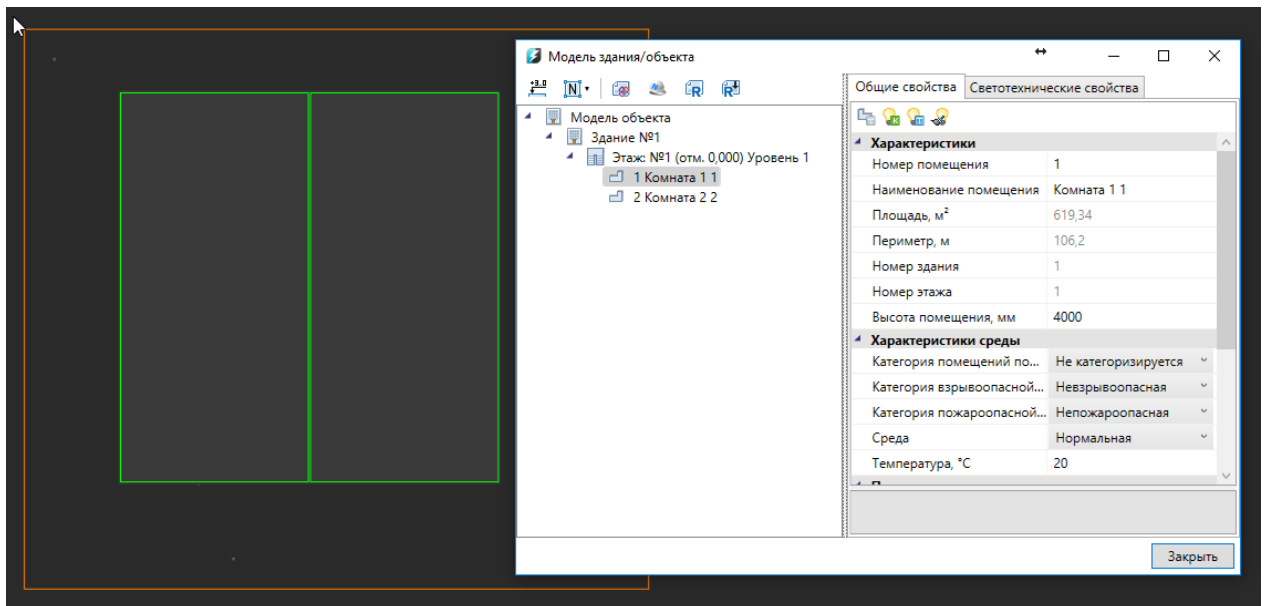 Модель здания/объекта
Общие свойства Светотехнические свойства
Модель объекта
Здание №1
Этаж: №1 (отм. 0,000) Уровень 1
1 Комната 1 1
2 Комната 2 2
Характеристики
Номер помещения 1
Наименование помещения Комната 1 1
Площадь, м² 619,34
Периметр, м 106,2
Номер здания 1
Номер этажа 1
Высота помещения, мм 4000
Характеристики среды
Категория помещений по... Не категоризируется
Категория взрывоопасной... Невзрывоопасная
Категория пожароопасной... Непожароопасная
Среда Нормальная
Температура, °C 20
Закрыть